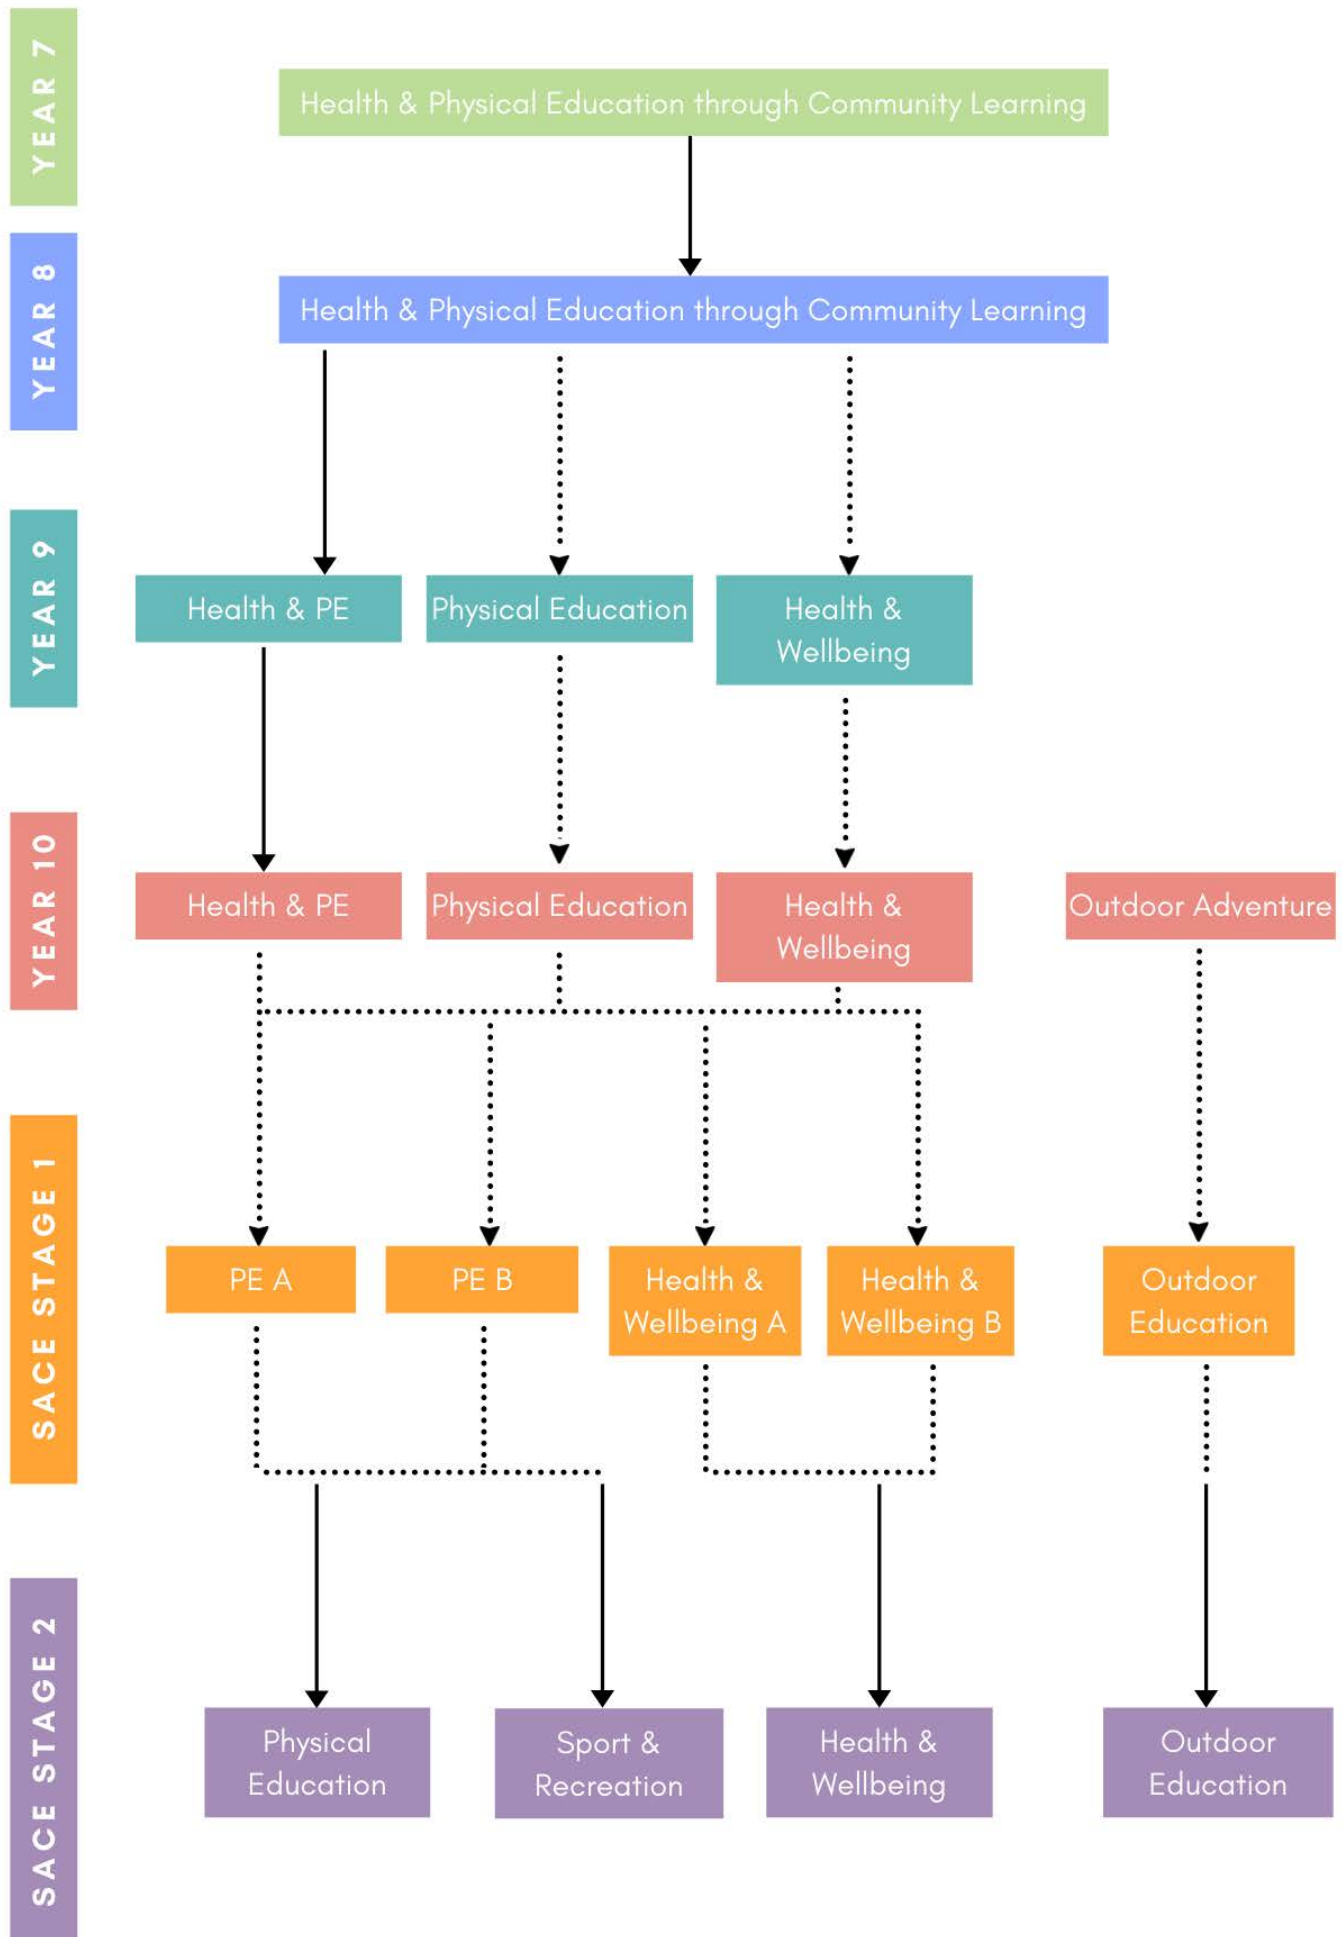 YEAR 7
Health & Physical Education through Community Learning
YEAR 8
Health & Physical Education through Community Learning
YEAR 9
Health & PE
Physical Education
Health &
Wellbeing
YEAR 10
Health & PE
Physical Education
Health &
Wellbeing
Outdoor Adventure
SACE STAGE 1
PE A
PE B
Health &
Wellbeing A
Health &
Wellbeing B
Outdoor
Education
SACE STAGE 2
Physical
Education
Sport &
Recreation
Health &
Wellbeing
Outdoor
Education